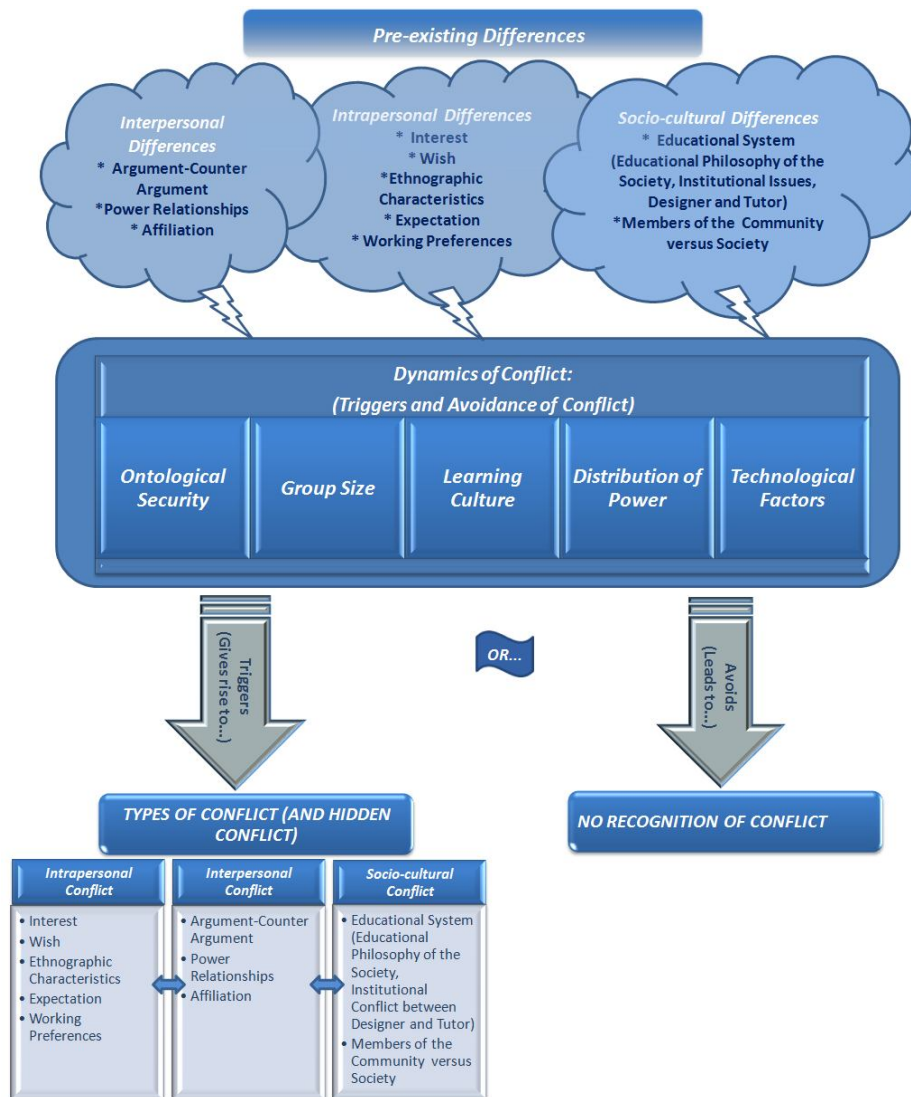 Pre-existing Differences
Interpersonal
Differences
* Argument-Counter
Argument
*Power Relationships
* Affiliation
Intrapersonal Differences
* Interest
* Wish
*Ethnographic
Characteristics
* Expectation
* Working Preferences
Socio-cultural Differences
* Educational System
(Educational Philosophy of the
Society, Institutional Issues,
Designer and Tutor)
*Members of the Community
versus Society
Dynamics of Conflict:
(Triggers and Avoidance of Conflict)
Ontological
Security
Group Size
Learning
Culture
Distribution of
Power
Technological
Factors
Triggers
(Gives rise to...)
OR...
Avoids
(Leads to...)
TYPES OF CONFLICT (AND HIDDEN
CONFLICT)
NO RECOGNITION OF CONFLICT
Intrapersonal
Conflict
• Interest
• Wish
• Ethnographic
Characteristics
• Expectation
• Working
Preferences
Interpersonal
Conflict
• Argument-Counter
Argument
• Power
Relationships
• Affiliation
Socio-cultural
Conflict
• Educational System
(Educational
Philosophy of the
Society,
Institutional
Conflict between
Designer and Tutor)
• Members of the
Community versus
Society